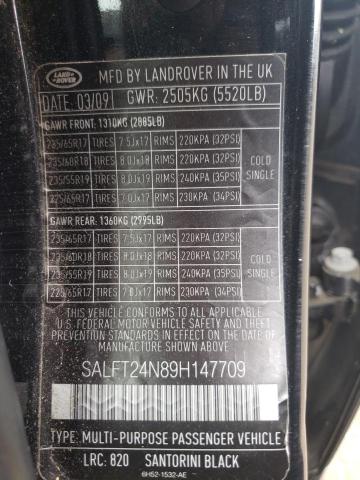 LAND ROVER
MFD BY LANDROVER IN THE UK
DATE: 03/09 GWR: 2505KG (5520LB)
GAWR FRONT: 1310KG (2885LB)
235/65R17 TIRES 7.5Jx17 RIMS 220KPA (32PSI)
235/60R18 TIRES 8.0Jx18 RIMS 220KPA (32PSI)
235/55R19 TIRES 8.0Jx19 RIMS 240KPA (35PSI)
225/65R17 TIRES 7.0Jx17 RIMS 230KPA (34PSI)
COLD
SINGLE
GAWR REAR: 1360KG (2995LB)
235/65R17 TIRES 7.5Jx17 RIMS 220KPA (32PSI)
235/60R18 TIRES 8.0Jx18 RIMS 220KPA (32PSI)
235/55R19 TIRES 8.0Jx19 RIMS 240KPA (35PSI)
225/65R17 TIRES 7.0Jx17 RIMS 230KPA (34PSI)
COLD
SINGLE
THIS VEHICLE CONFORMS TO ALL APPLICABLE
U.S. FEDERAL MOTOR VEHICLE SAFETY
AND THEFT PREVENTION STANDARDS
IN EFFECT ON THE DATE OF
MANUFACTURE SHOWN ABOVE.
SALFT24N89H147709
TYPE: MULTI-PURPOSE PASSENGER VEHICLE
LRC: 820 SANTORINI BLACK
6H52-1532-AE